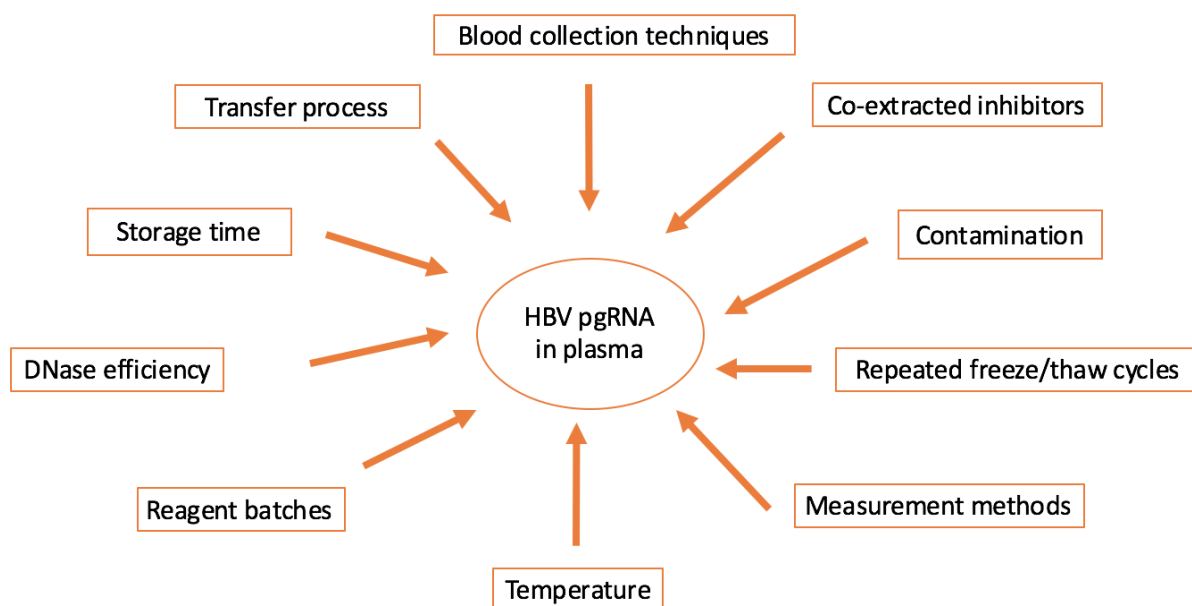 Blood collection techniques
Transfer process
Co-extracted inhibitors
Storage time
Contamination
HBV pgRNA
in plasma
DNase efficiency
Repeated freeze/thaw cycles
Reagent batches
Measurement methods
Temperature